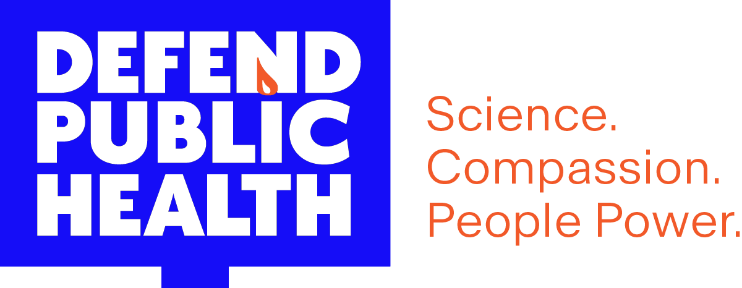 DEFEND
PUBLIC
HEALTH
Science.
Compassion.
People Power.